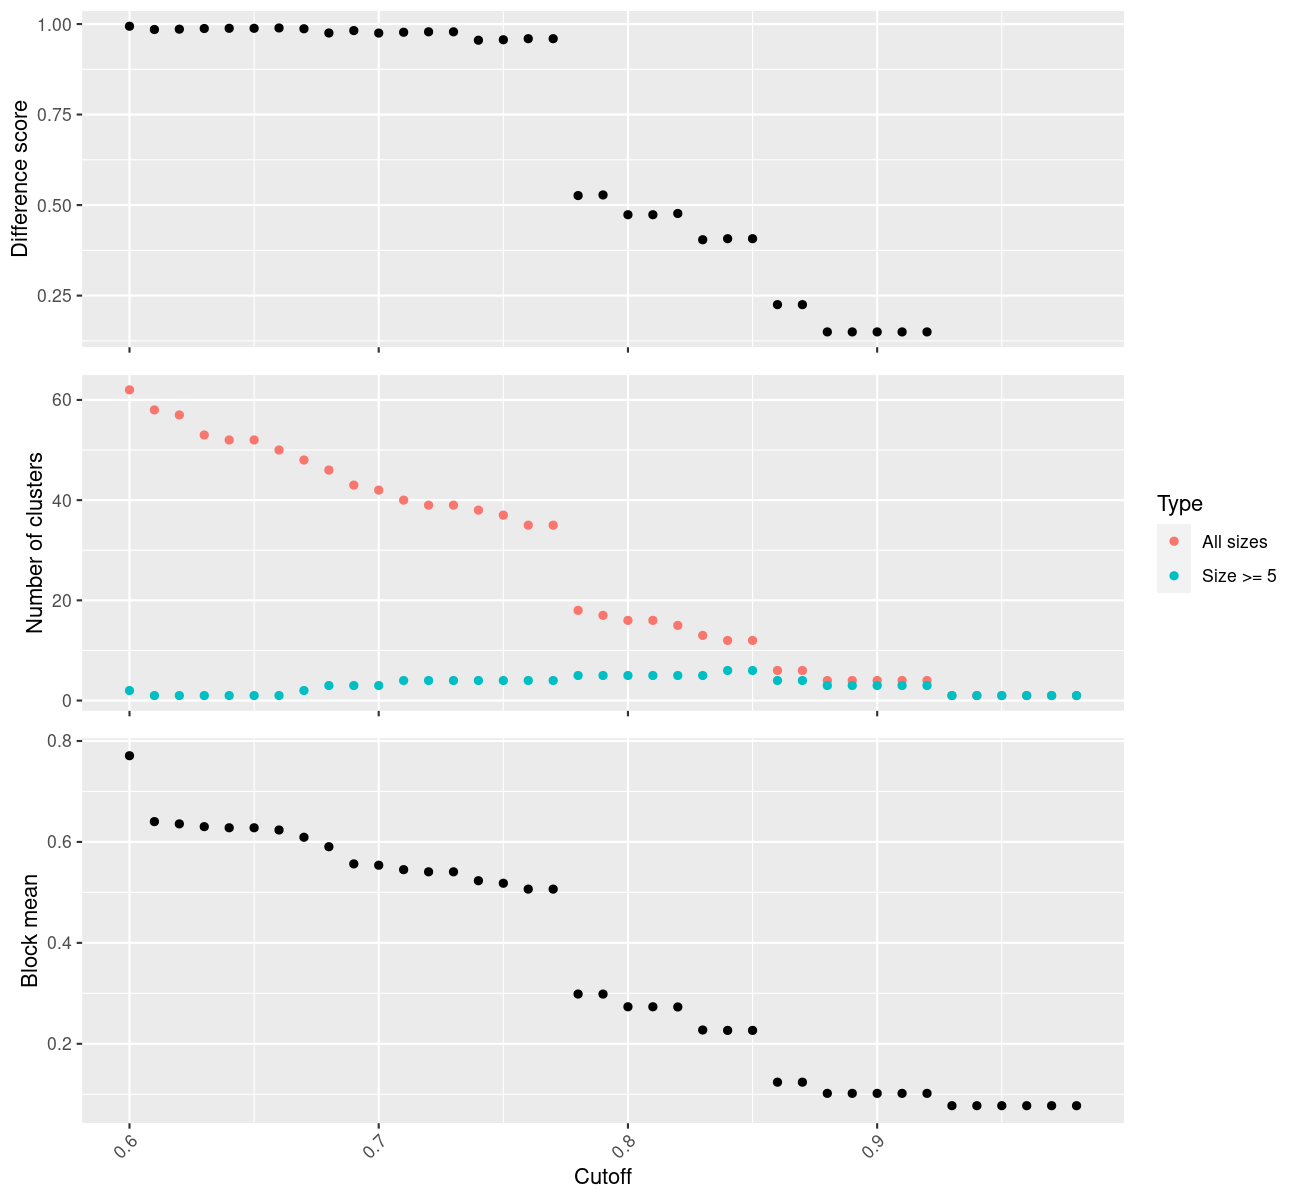 Difference score
1.00
0.75
0.50
0.25
Number of clusters
60
40
20
0
Type
All sizes
Size >= 5
Block mean
0.8
0.6
0.4
0.2
0.6 0.7 0.8 0.9
Cutoff